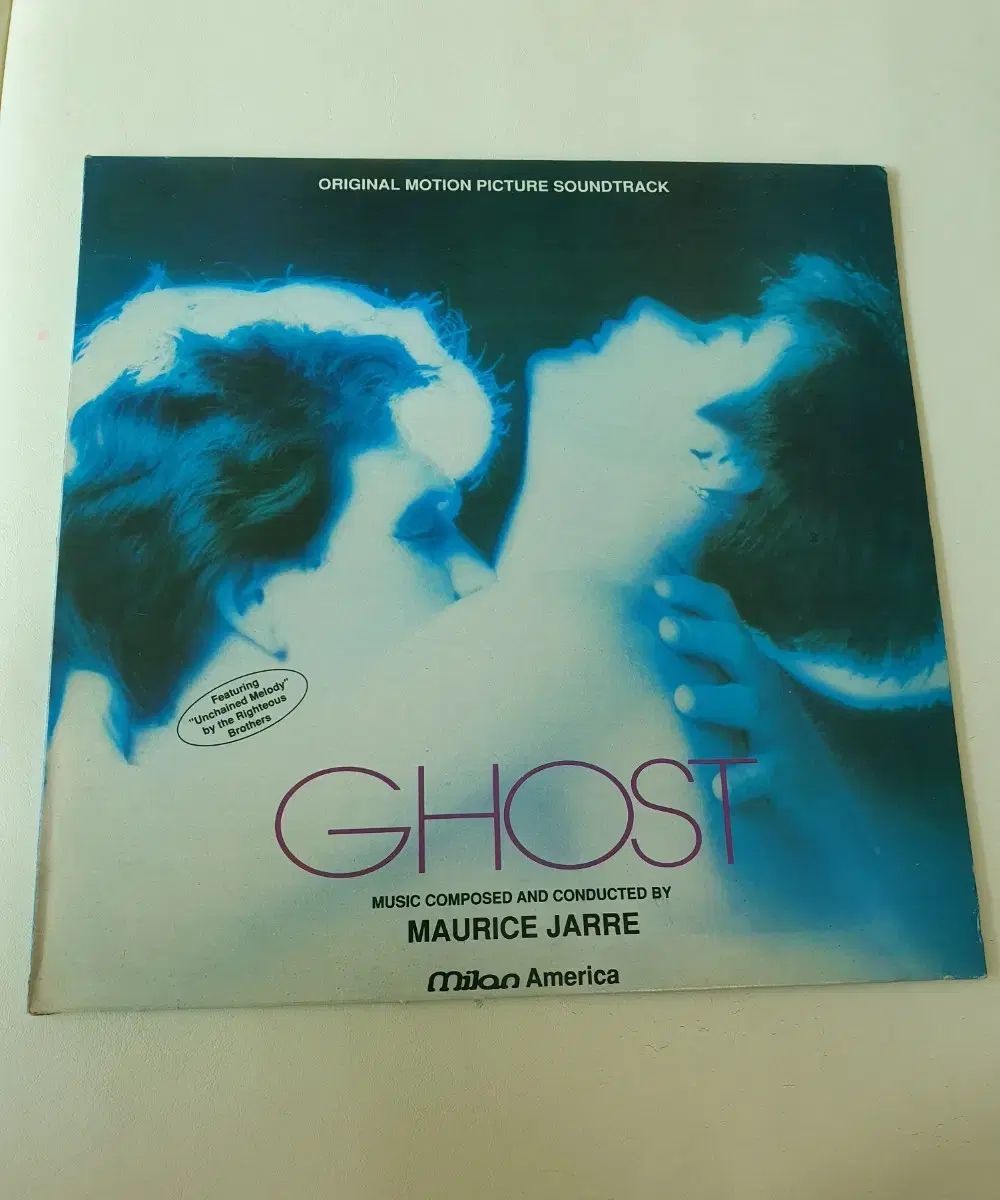 ORIGINAL MOTION PICTURE SOUNDTRACK
Featuring
"Unchained Melody"
by the Righteous
Brothers
GHOST
MUSIC COMPOSED AND CONDUCTED BY
MAURICE JARRE
Milan America